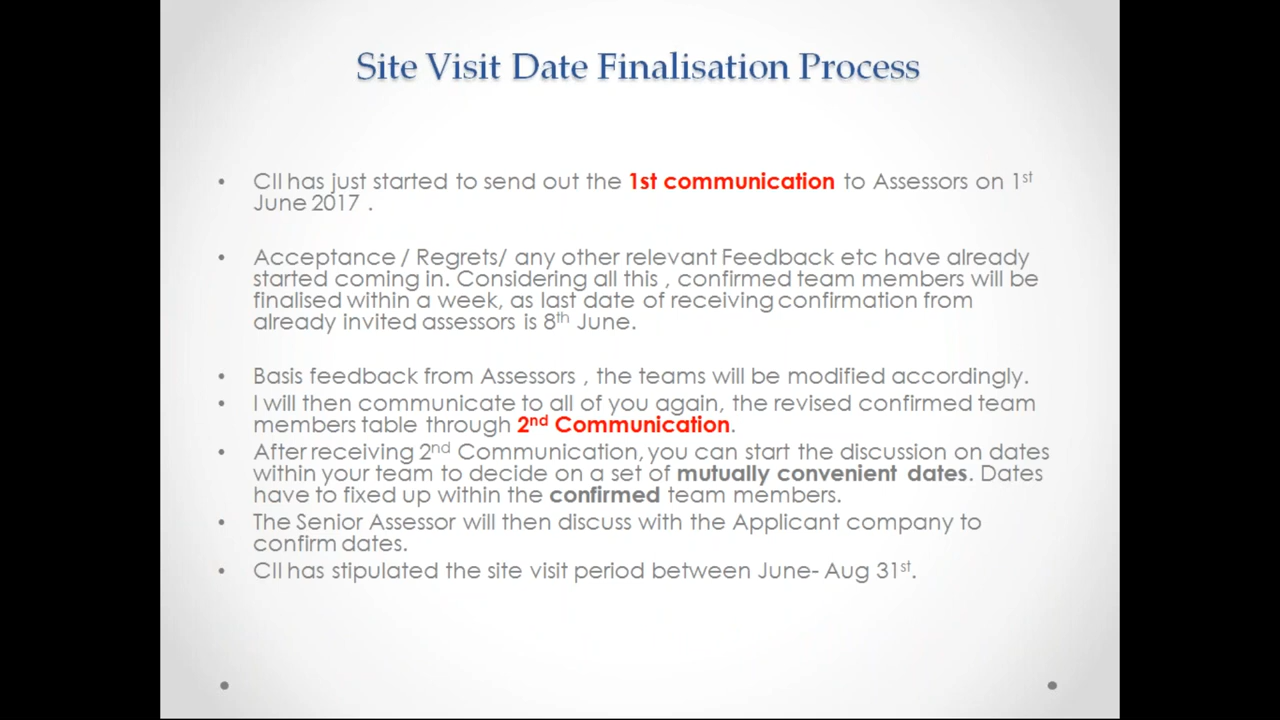 Site Visit Date Finalisation Process
• CII has just started to send out the 1st communication to Assessors on 1st
June 2017 .
• Acceptance / Regrets/ any other relevant Feedback etc have already
started coming in. Considering all this , confirmed team members will be
finalised within a week, as last date of receiving confirmation from
already invited assessors is 8th June.
• Basis feedback from Assessors , the teams will be modified accordingly.
• I will then communicate to all of you again, the revised confirmed team
members table through 2nd Communication.
• After receiving 2nd Communication, you can start the discussion on dates
within your team to decide on a set of mutually convenient dates. Dates
have to fixed up within the confirmed team members.
• The Senior Assessor will then discuss with the Applicant company to
confirm dates.
• CII has stipulated the site visit period between June- Aug 31st.